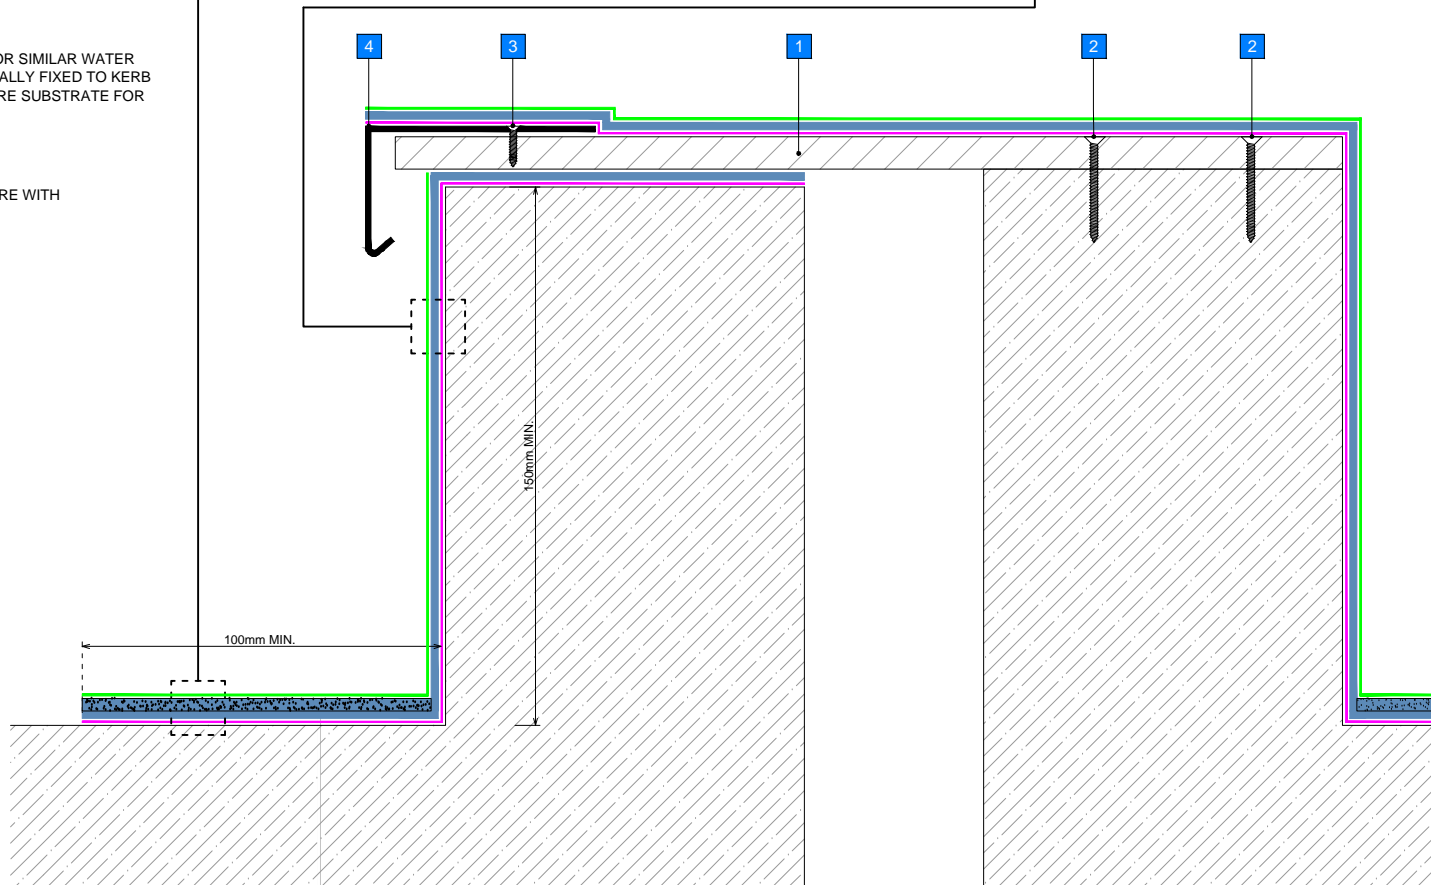 4
3
1
2
2
OR SIMILAR WATER
ALLY FIXED TO KERB
RE SUBSTRATE FOR
RE WITH
150mm MIN.
100mm MIN.